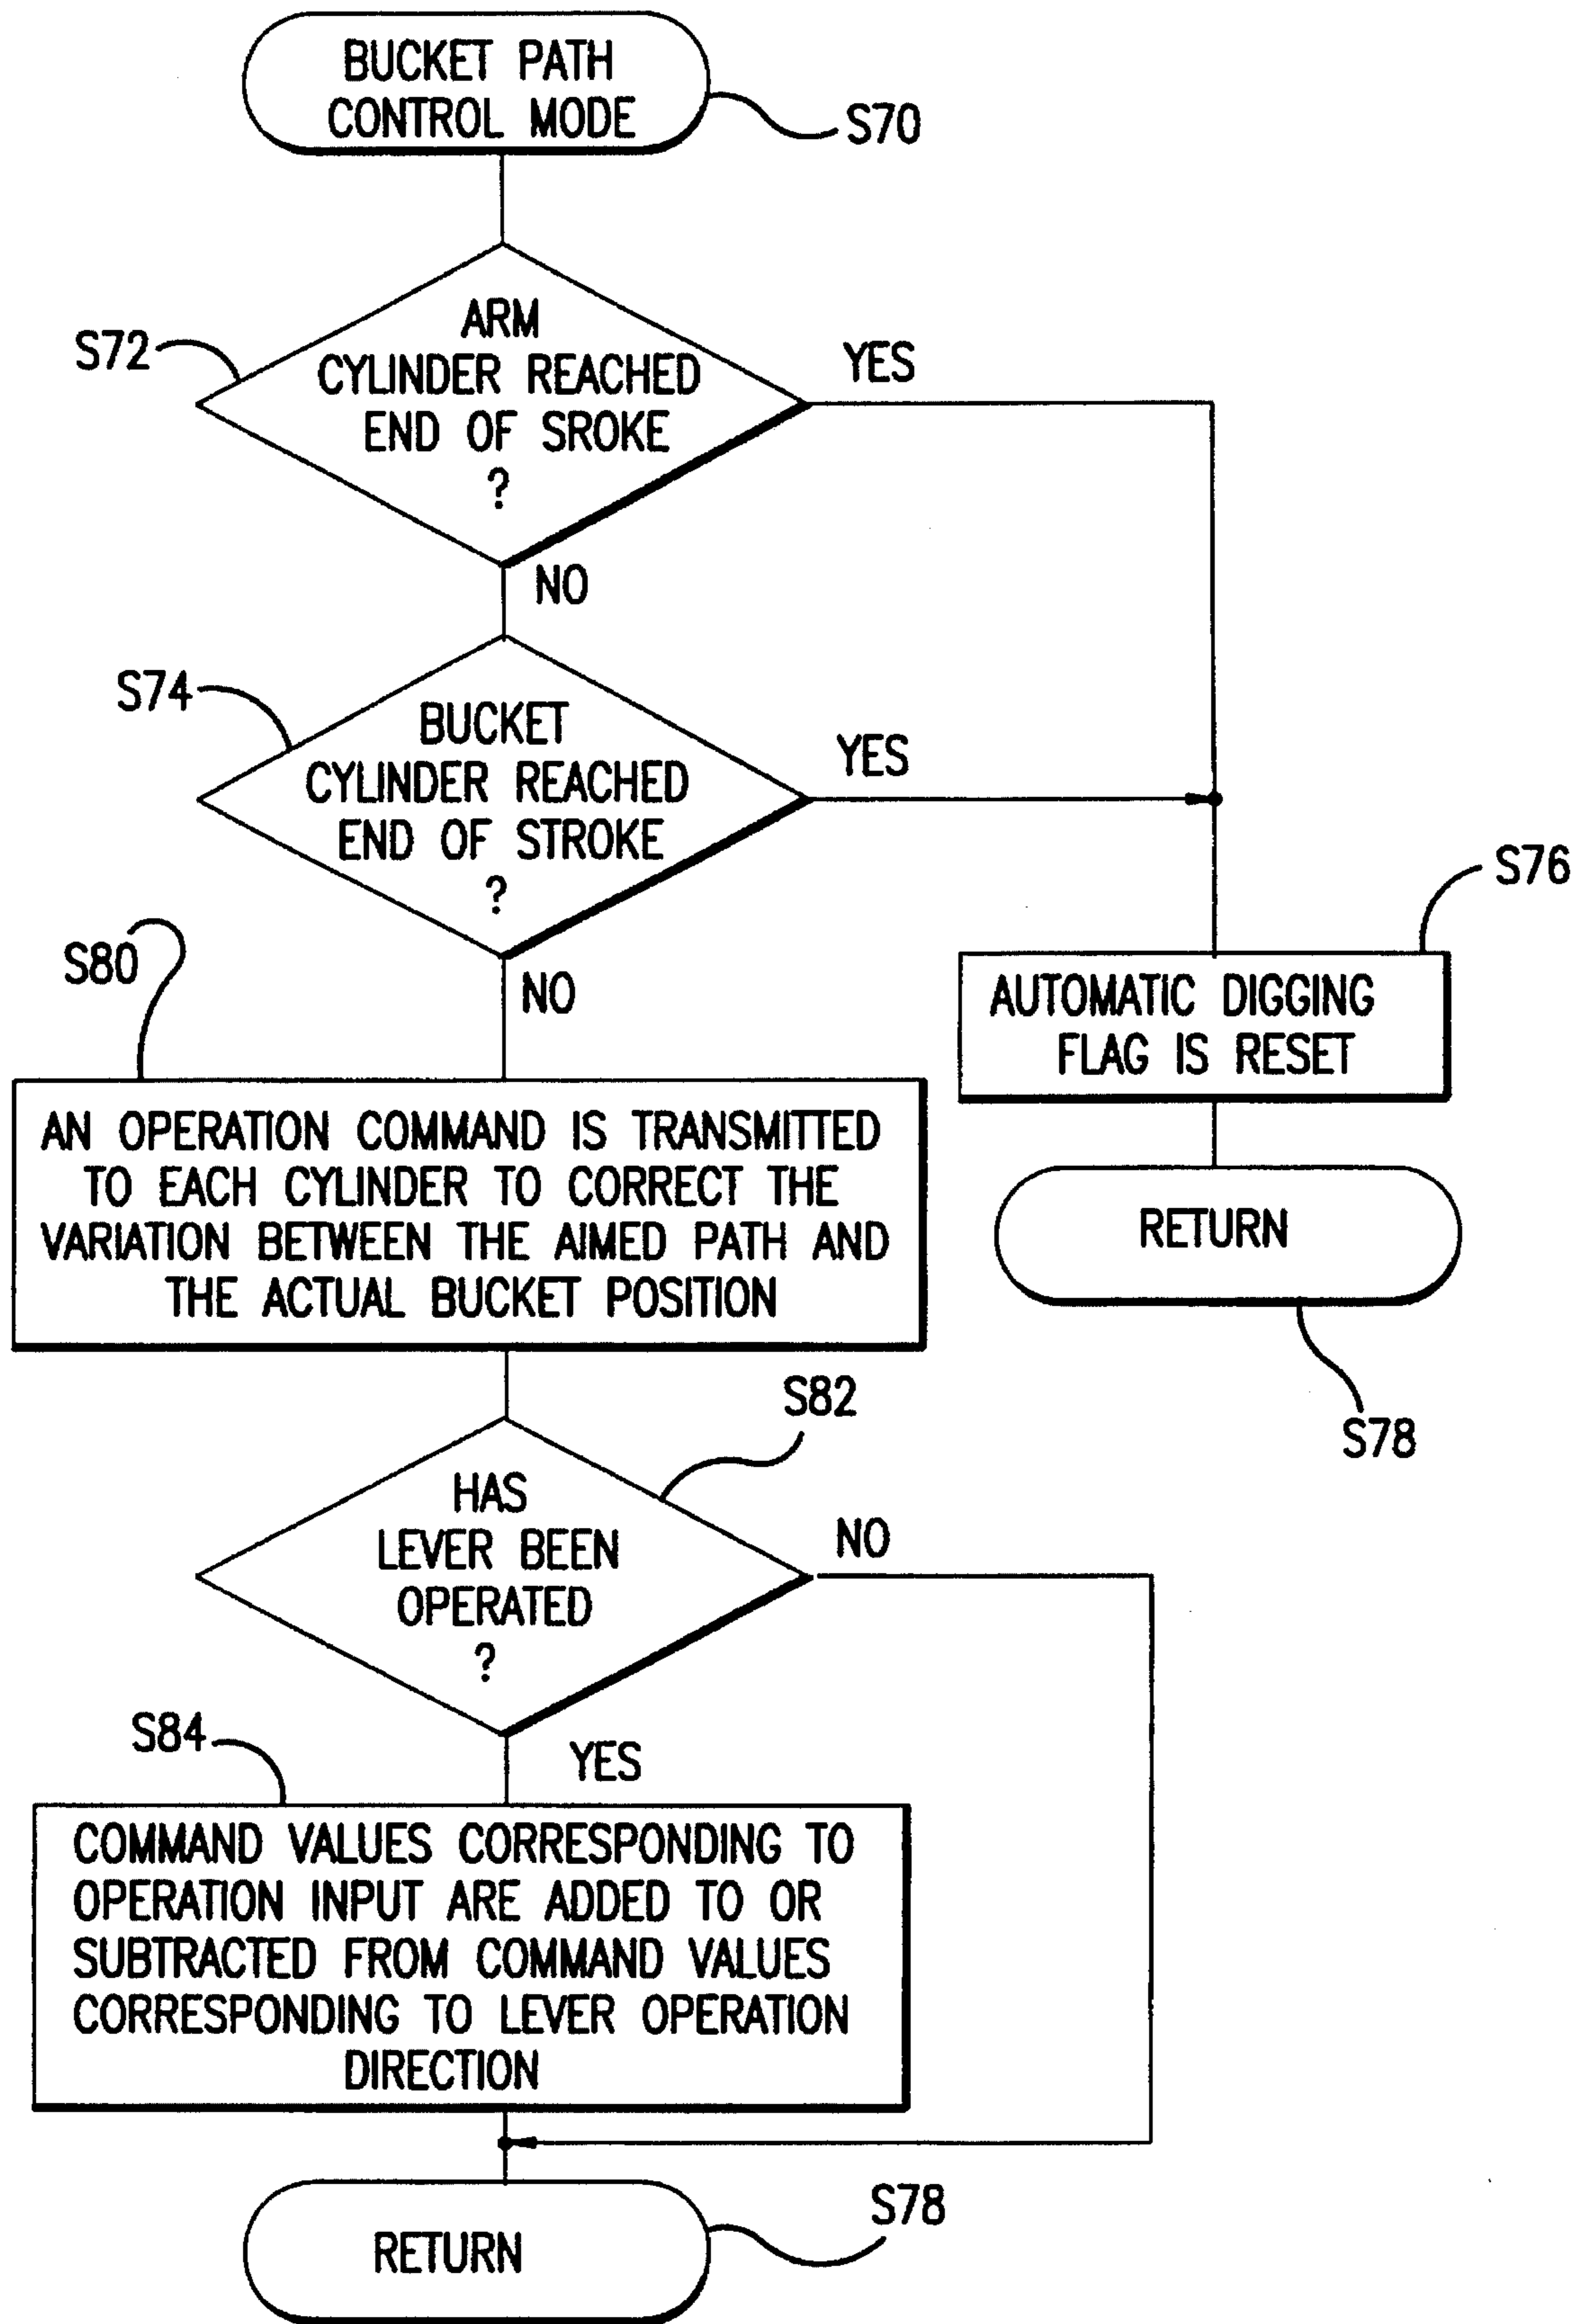 BUCKET PATH
CONTROL MODE
S70
S72
ARM
CYLINDER REACHED
END OF SROKE
?
YES
NO
S74
BUCKET
CYLINDER REACHED
END OF STROKE
?
YES
NO
S76
AUTOMATIC DIGGING
FLAG IS RESET
RETURN
S78
S80
AN OPERATION COMMAND IS TRANSMITTED
TO EACH CYLINDER TO CORRECT THE
VARIATION BETWEEN THE AIMED PATH AND
THE ACTUAL BUCKET POSITION
S82
HAS
LEVER BEEN
OPERATED
?
NO
YES
S84
COMMAND VALUES CORRESPONDING TO
OPERATION INPUT ARE ADDED TO OR
SUBTRACTED FROM COMMAND VALUES
CORRESPONDING TO LEVER OPERATION
DIRECTION
RETURN
S78